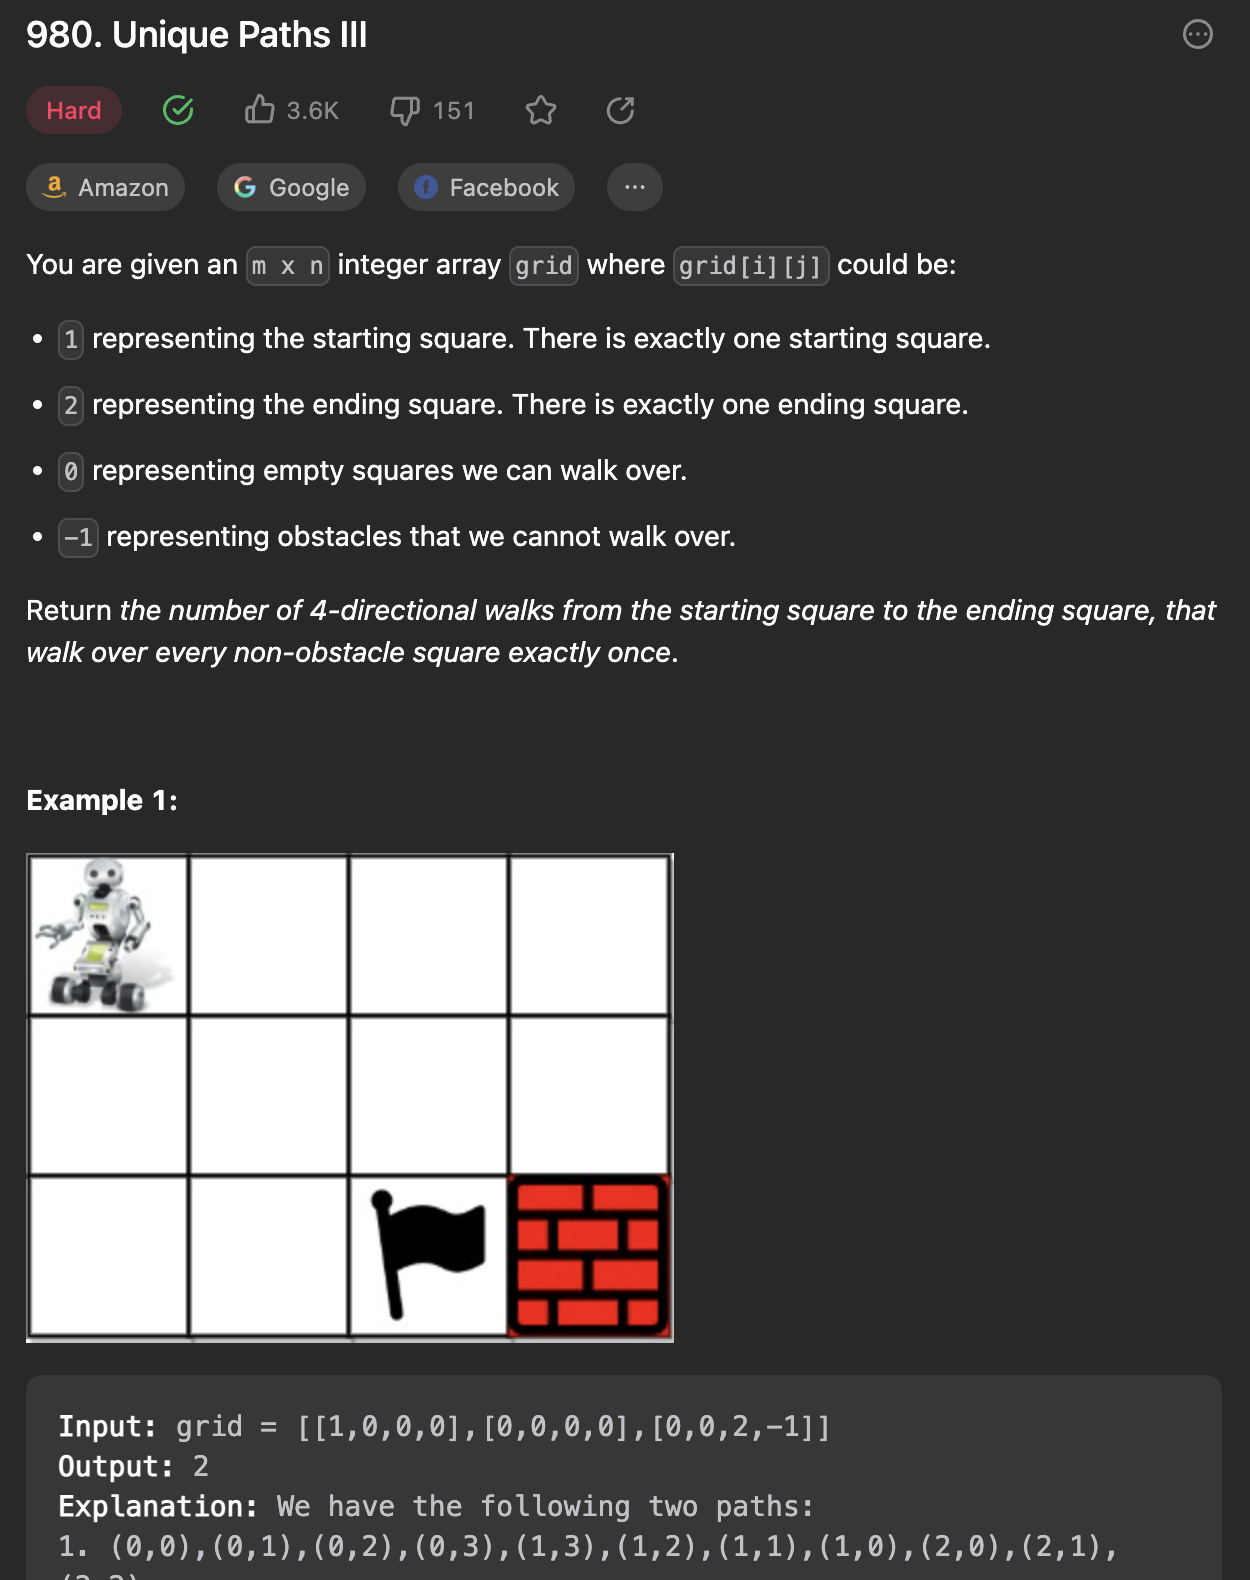 980. Unique Paths III
Hard 3.6K 151
Amazon Google Facebook
You are given an m x n integer array grid where grid[i][j] could be:
• 1 representing the starting square. There is exactly one starting square.
• 2 representing the ending square. There is exactly one ending square.
• 0 representing empty squares we can walk over.
• -1 representing obstacles that we cannot walk over.
Return the number of 4-directional walks from the starting square to the ending square, that
walk over every non-obstacle square exactly once.
Example 1:
Input: grid = [[1,0,0,0],[0,0,0,0],[0,0,2,-1]]
Output: 2
Explanation: We have the following two paths:
1. (0,0),(0,1),(0,2),(0,3),(1,3),(1,2),(1,1),(1,0),(2,0),(2,1),